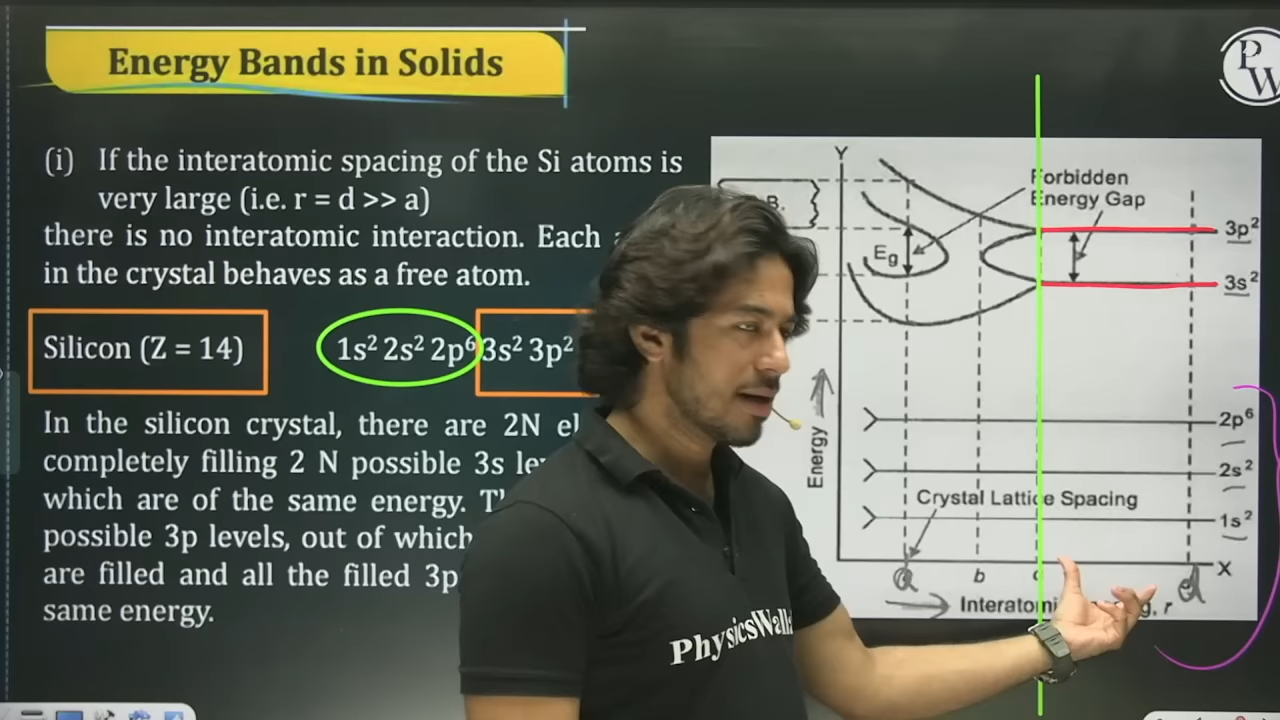 Energy Bands in Solids
P
W
(i) If the interatomic spacing of the Si atoms is
very large (i.e. r = d >> a)
there is no interatomic interaction. Each
in the crystal behaves as a free atom.
Silicon (Z = 14)
1s² 2s² 2p⁶ 3s² 3p²
In the silicon crystal, there are 2N
completely filling 2 N possible 3s
which are of the same energy.
possible 3p levels, out of which
are filled and all the filled 3p
same energy.
Y
B.
Forbidden
Energy Gap
Eg
3p²
3s²
2p⁶
2s²
1s²
Energy
Crystal Lattice Spacing
X
a
b
d
r
PhysicsWalla